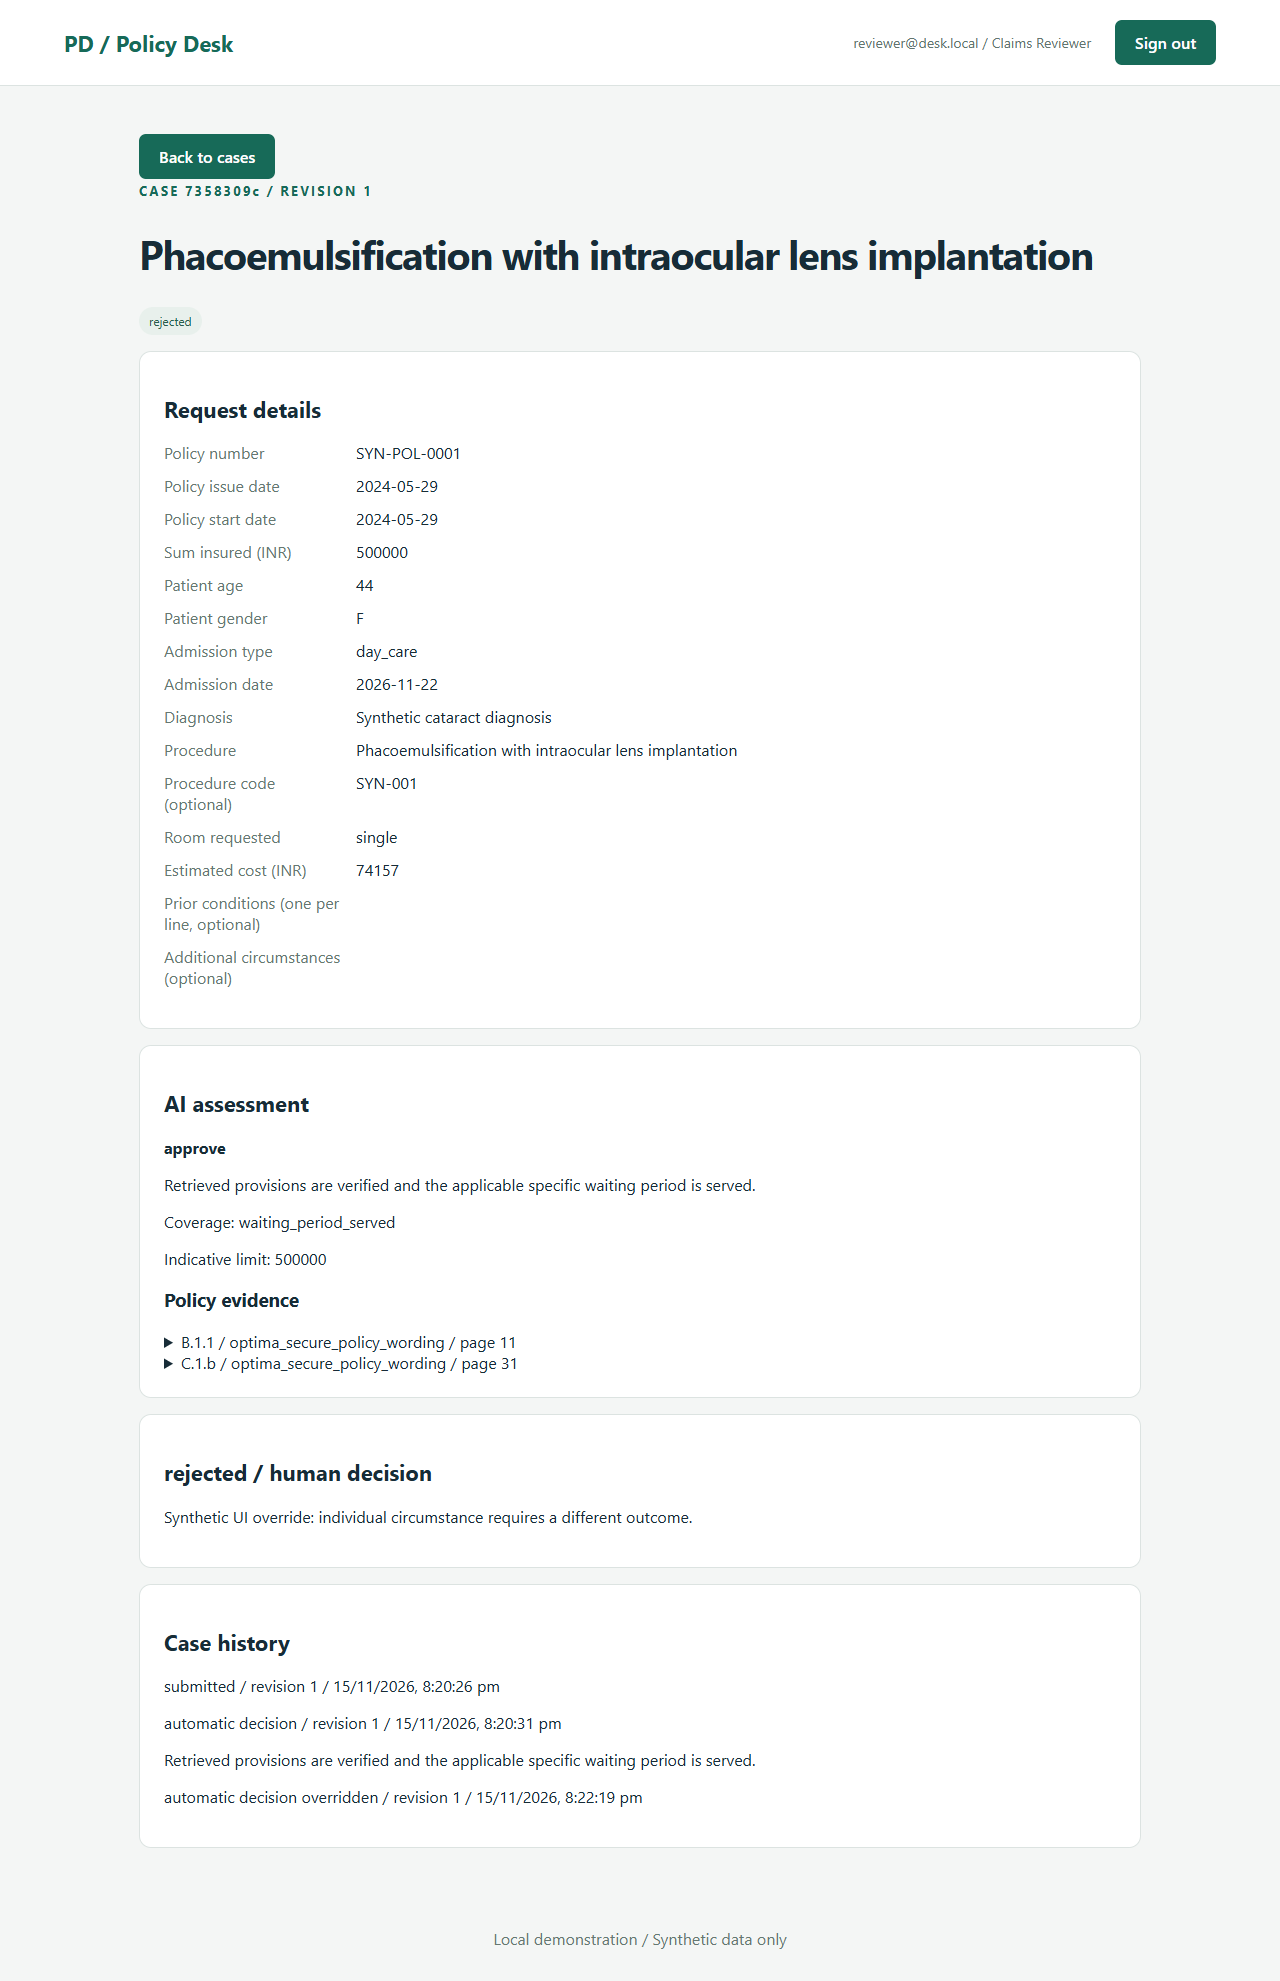 PD / Policy Desk
reviewer@desk.local / Claims Reviewer
Sign out
Back to cases
CASE 7358309c / REVISION 1
Phacoemulsification with intraocular lens implantation
rejected
Request details
Policy number SYN-POL-0001
Policy issue date 2024-05-29
Policy start date 2024-05-29
Sum insured (INR) 500000
Patient age 44
Patient gender F
Admission type day_care
Admission date 2026-11-22
Diagnosis Synthetic cataract diagnosis
Procedure Phacoemulsification with intraocular lens implantation
Procedure code SYN-001
(optional)
Room requested single
Estimated cost (INR) 74157
Prior conditions (one per
line, optional)
Additional circumstances
(optional)
AI assessment
approve
Retrieved provisions are verified and the applicable specific waiting period is served.
Coverage: waiting_period_served
Indicative limit: 500000
Policy evidence
B.1.1 / optima_secure_policy_wording / page 11
C.1.b / optima_secure_policy_wording / page 31
rejected / human decision
Synthetic UI override: individual circumstance requires a different outcome.
Case history
submitted / revision 1 / 15/11/2026, 8:20:26 pm
automatic decision / revision 1 / 15/11/2026, 8:20:31 pm
Retrieved provisions are verified and the applicable specific waiting period is served.
automatic decision overridden / revision 1 / 15/11/2026, 8:22:19 pm
Local demonstration / Synthetic data only